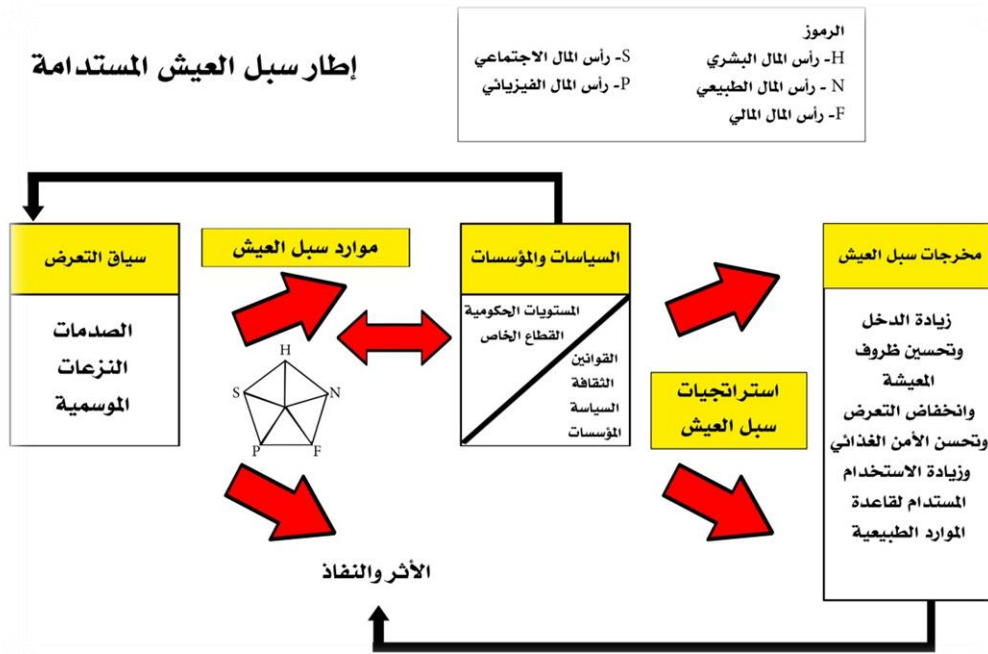 إطار سبل العيش المستدامة
الرموز
H- رأس المال البشري
S- رأس المال الاجتماعي
N - رأس المال الطبيعي
P- رأس المال الفيزيائي
F- رأس المال المالي
سياق التعرض
الصدمات
النزعات
الموسمية
موارد سبل العيش
H
S
N
P
F
الأثر والنفاذ
السياسات والمؤسسات
المستويات الحكومية
القطاع الخاص
القوانين
الثقافة
السياسة
المؤسسات
استراتجيات
سبل العيش
مخرجات سبل العيش
زيادة الدخل
وتحسين ظروف
المعيشة
وانخفاض التعرض
وتحسن الأمن الغذائي
وزيادة الاستخدام
المستدام لقاعدة
الموارد الطبيعية